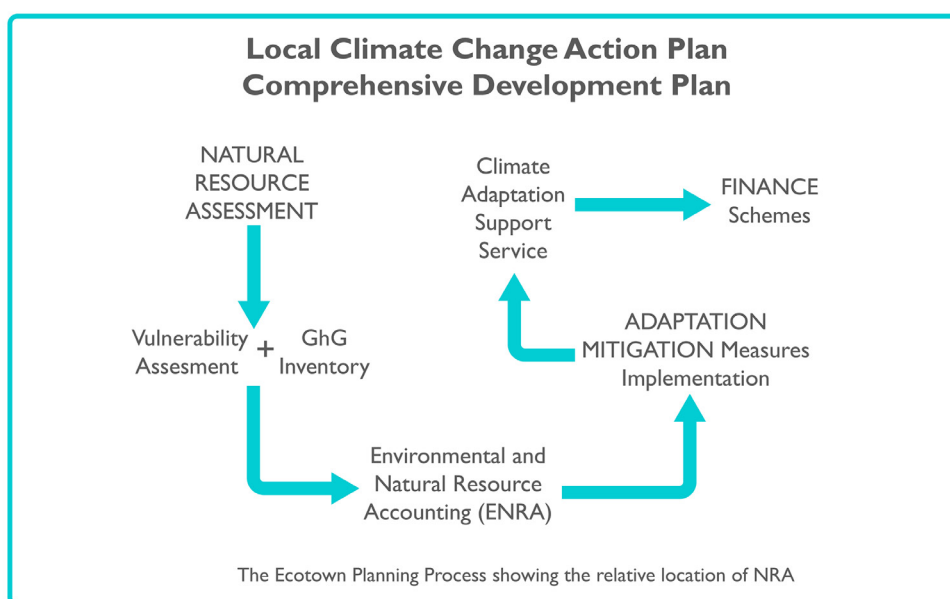 Local Climate Change Action Plan
Comprehensive Development Plan
NATURAL
RESOURCE
ASSESSMENT
Vulnerability
Assesment
+
GhG
Inventory
Environmental and
Natural Resource
Accounting (ENRA)
ADAPTATION
MITIGATION Measures
Implementation
Climate
Adaptation
Support
Service
FINANCE
Schemes
The Ecotown Planning Process showing the relative location of NRA